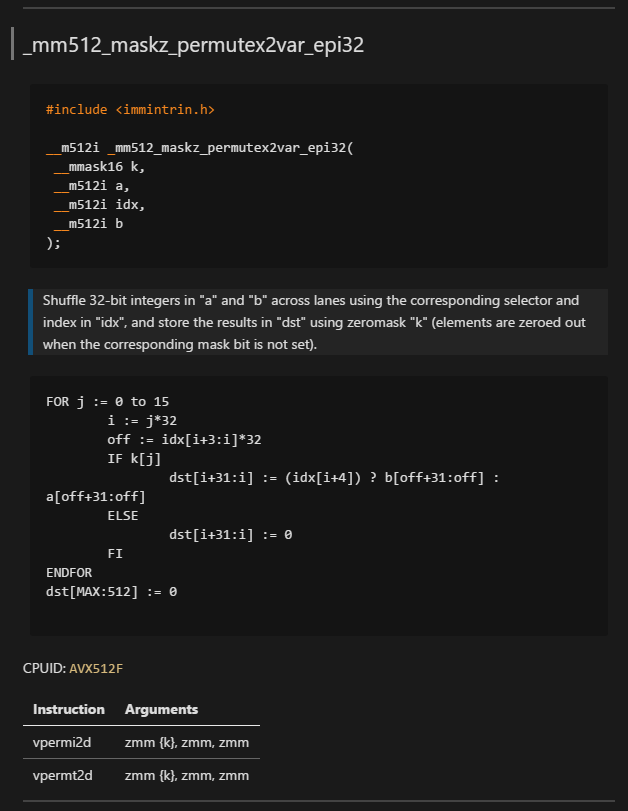 _mm512_maskz_permutex2var_epi32
#include <immintrin.h>
__m512i _mm512_maskz_permutex2var_epi32(
__mmask16 k,
__m512i a,
__m512i idx,
__m512i b
);
Shuffle 32-bit integers in "a" and "b" across lanes using the corresponding selector and
index in "idx", and store the results in "dst" using zeromask "k" (elements are zeroed out
when the corresponding mask bit is not set).
FOR j := 0 to 15
i := j*32
off := idx[i+3:i]*32
IF k[j]
dst[i+31:i] := (idx[i+4]) ? b[off+31:off] :
a[off+31:off]
ELSE
dst[i+31:i] := 0
FI
ENDFOR
dst[MAX:512] := 0
CPUID: AVX512F
Instruction Arguments
vpermi2d zmm {k}, zmm, zmm
vpermt2d zmm {k}, zmm, zmm